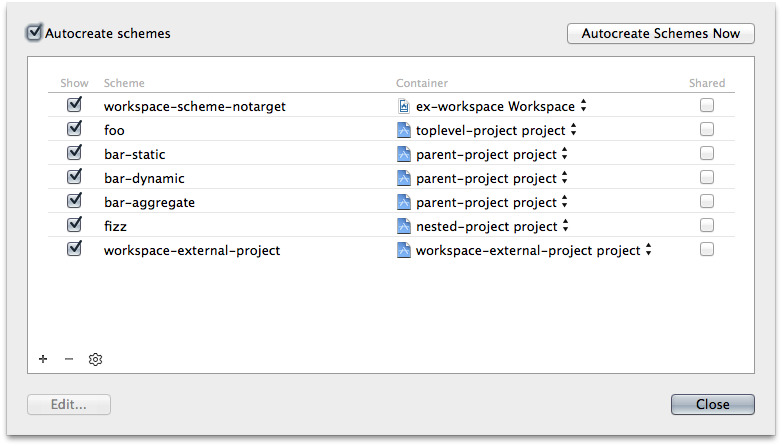 Autocreate schemes Autocreate Schemes Now
Show Scheme Container Shared
workspace-scheme-notarget ex-workspace Workspace
foo toplevel-project project
bar-static parent-project project
bar-dynamic parent-project project
bar-aggregate parent-project project
fizz nested-project project
workspace-external-project workspace-external-project project
Edit... Close